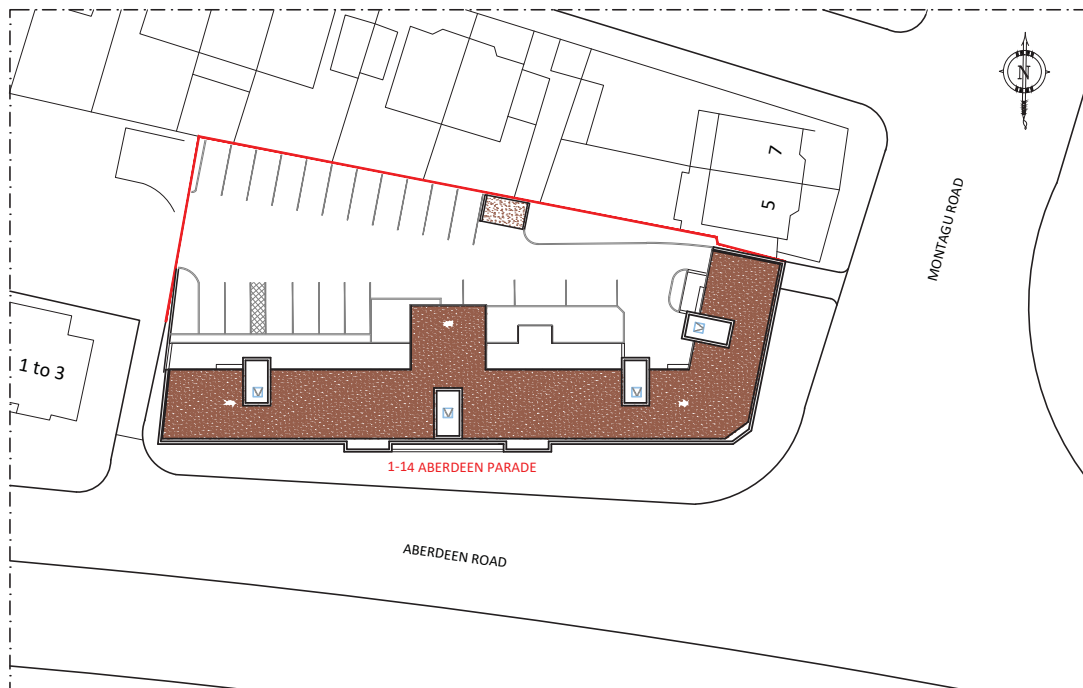 N
7
5
MONTAGU ROAD
1 to 3
1-14 ABERDEEN PARADE
ABERDEEN ROAD